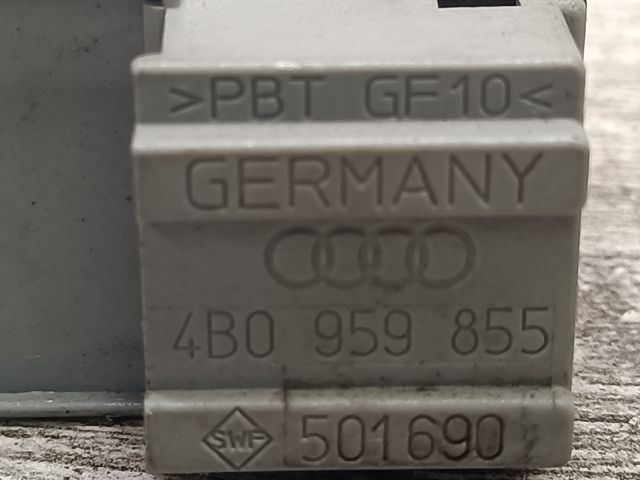 >PBT GF10<
GERMANY
4B0 959 855
SWF 501690